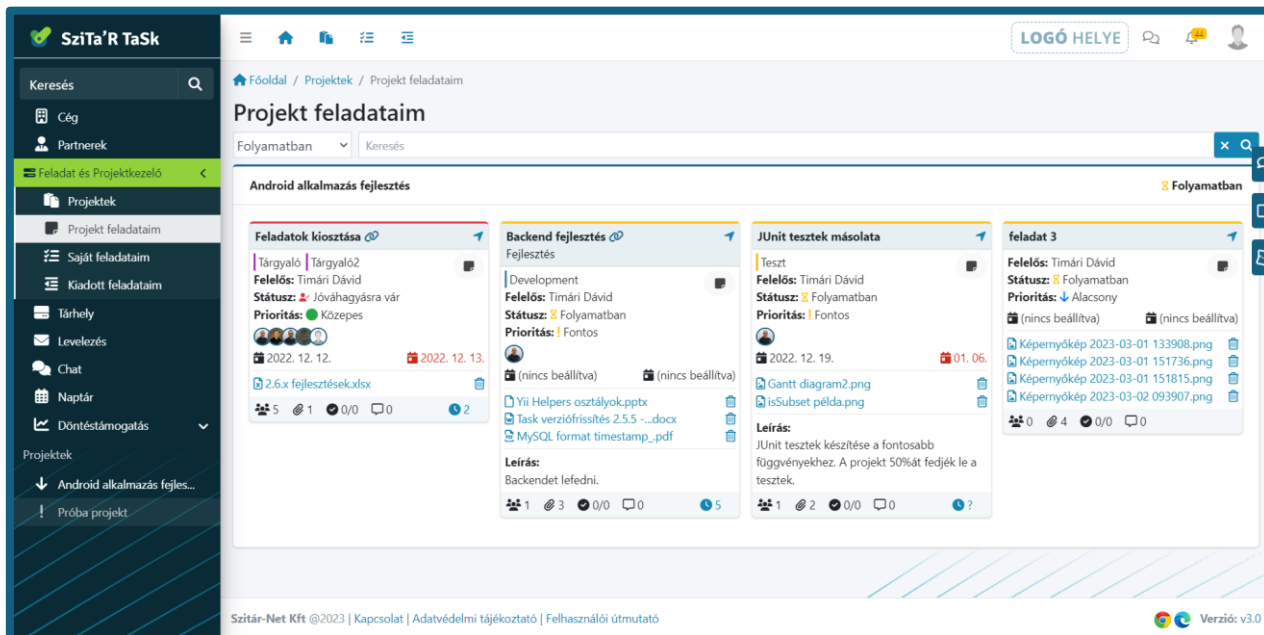 SziTa'R TaSk
LOGÓ HELYE
44
Keresés
Cég
Partnerek
Feladat és Projektkezelő
Projektek
Projekt feladataim
Saját feladataim
Kiadott feladataim
Tárhely
Levelezés
Chat
Naptár
Döntéstámogatás
Projektek
Android alkalmazás fejles...
Próba projekt
Főoldal / Projektek / Projekt feladataim
Projekt feladataim
Folyamatban
Keresés
Android alkalmazás fejlesztés
Folyamatban
Feladatok kiosztása
Tárgyaló Tárgyaló2
Felelős: Timári Dávid
Státusz: Jóváhagyásra vár
Prioritás: Közepes
2022. 12. 12. 2022. 12. 13.
2.6.x fejlesztések.xlsx
5 1 0/0 0 2
Backend fejlesztés
Fejlesztés
Development
Felelős: Timári Dávid
Státusz: Folyamatban
Prioritás: Fontos
(nincs beállítva) (nincs beállítva)
Yii Helpers osztályok.pptx
Task verziófrissítés 2.5.5 -...docx
MySQL format timestamp_.pdf
Leírás:
Backendet lefedni.
1 3 0/0 0 5
JUnit tesztek másolata
Teszt
Felelős: Timári Dávid
Státusz: Folyamatban
Prioritás: ! Fontos
2022. 12. 19. 01. 06.
Gantt diagram2.png
isSubset példa.png
Leírás:
JUnit tesztek készítése a fontosabb
függvényekhez. A projekt 50%át fedjék le a
tesztek.
1 2 0/0 0 ?
feladat 3
Felelős: Timári Dávid
Státusz: Folyamatban
Prioritás: Alacsony
(nincs beállítva) (nincs beállítva)
Képernyőkép 2023-03-01 133908.png
Képernyőkép 2023-03-01 151736.png
Képernyőkép 2023-03-01 151815.png
Képernyőkép 2023-03-02 093907.png
0 4 0/0 0
Szitár-Net Kft @2023 | Kapcsolat | Adatvédelmi tájékoztató | Felhasználói útmutató
Verzió: v3.0